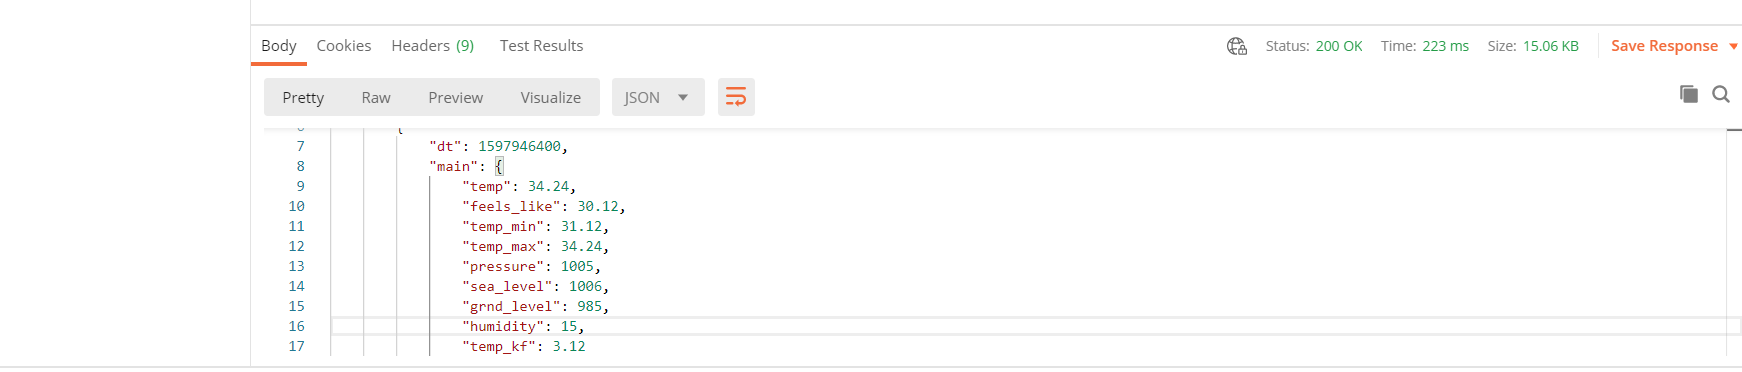 Body Cookies Headers (9) Test Results Status: 200 OK Time: 223 ms Size: 15.06 KB Save Response
Pretty Raw Preview Visualize JSON
6 {
7 "dt": 1597946400,
8 "main": {
9 "temp": 34.24,
10 "feels_like": 30.12,
11 "temp_min": 31.12,
12 "temp_max": 34.24,
13 "pressure": 1005,
14 "sea_level": 1006,
15 "grnd_level": 985,
16 "humidity": 15,
17 "temp_kf": 3.12